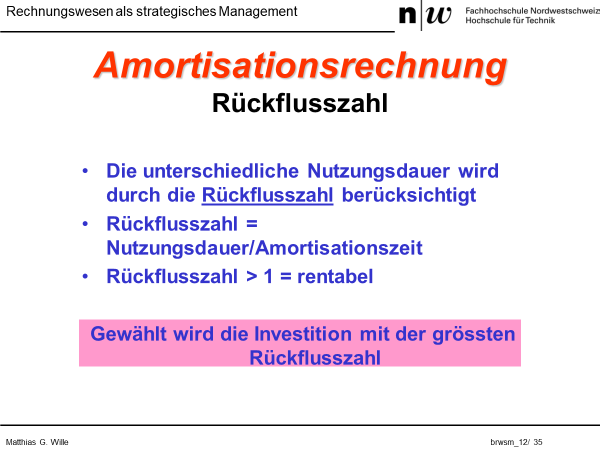 Rechnungswesen als strategisches Management
n|w
Fachhochschule Nordwestschweiz
Hochschule für Technik
Amortisationsrechnung
Rückflusszahl
• Die unterschiedliche Nutzungsdauer wird
durch die Rückflusszahl berücksichtigt
• Rückflusszahl =
Nutzungsdauer/Amortisationszeit
• Rückflusszahl > 1 = rentabel
Gewählt wird die Investition mit der grössten
Rückflusszahl
Matthias G. Wille
brwsm_12/ 35